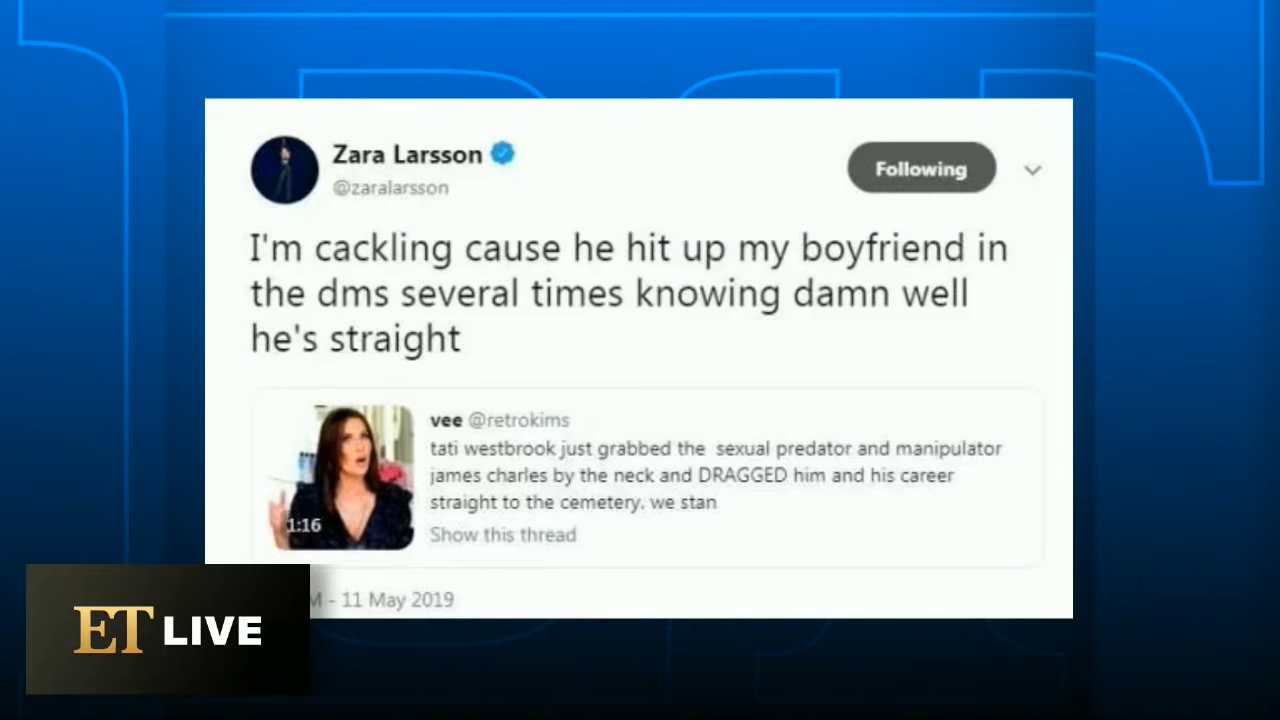 Zara Larsson
@zaralarsson
Following
I'm cackling cause he hit up my boyfriend in
the dms several times knowing damn well
he's straight
vee @retrokims
tati westbrook just grabbed the sexual predator and manipulator
james charles by the neck and DRAGGED him and his career
straight to the cemetery. we stan
Show this thread
1:16
M - 11 May 2019
ET LIVE